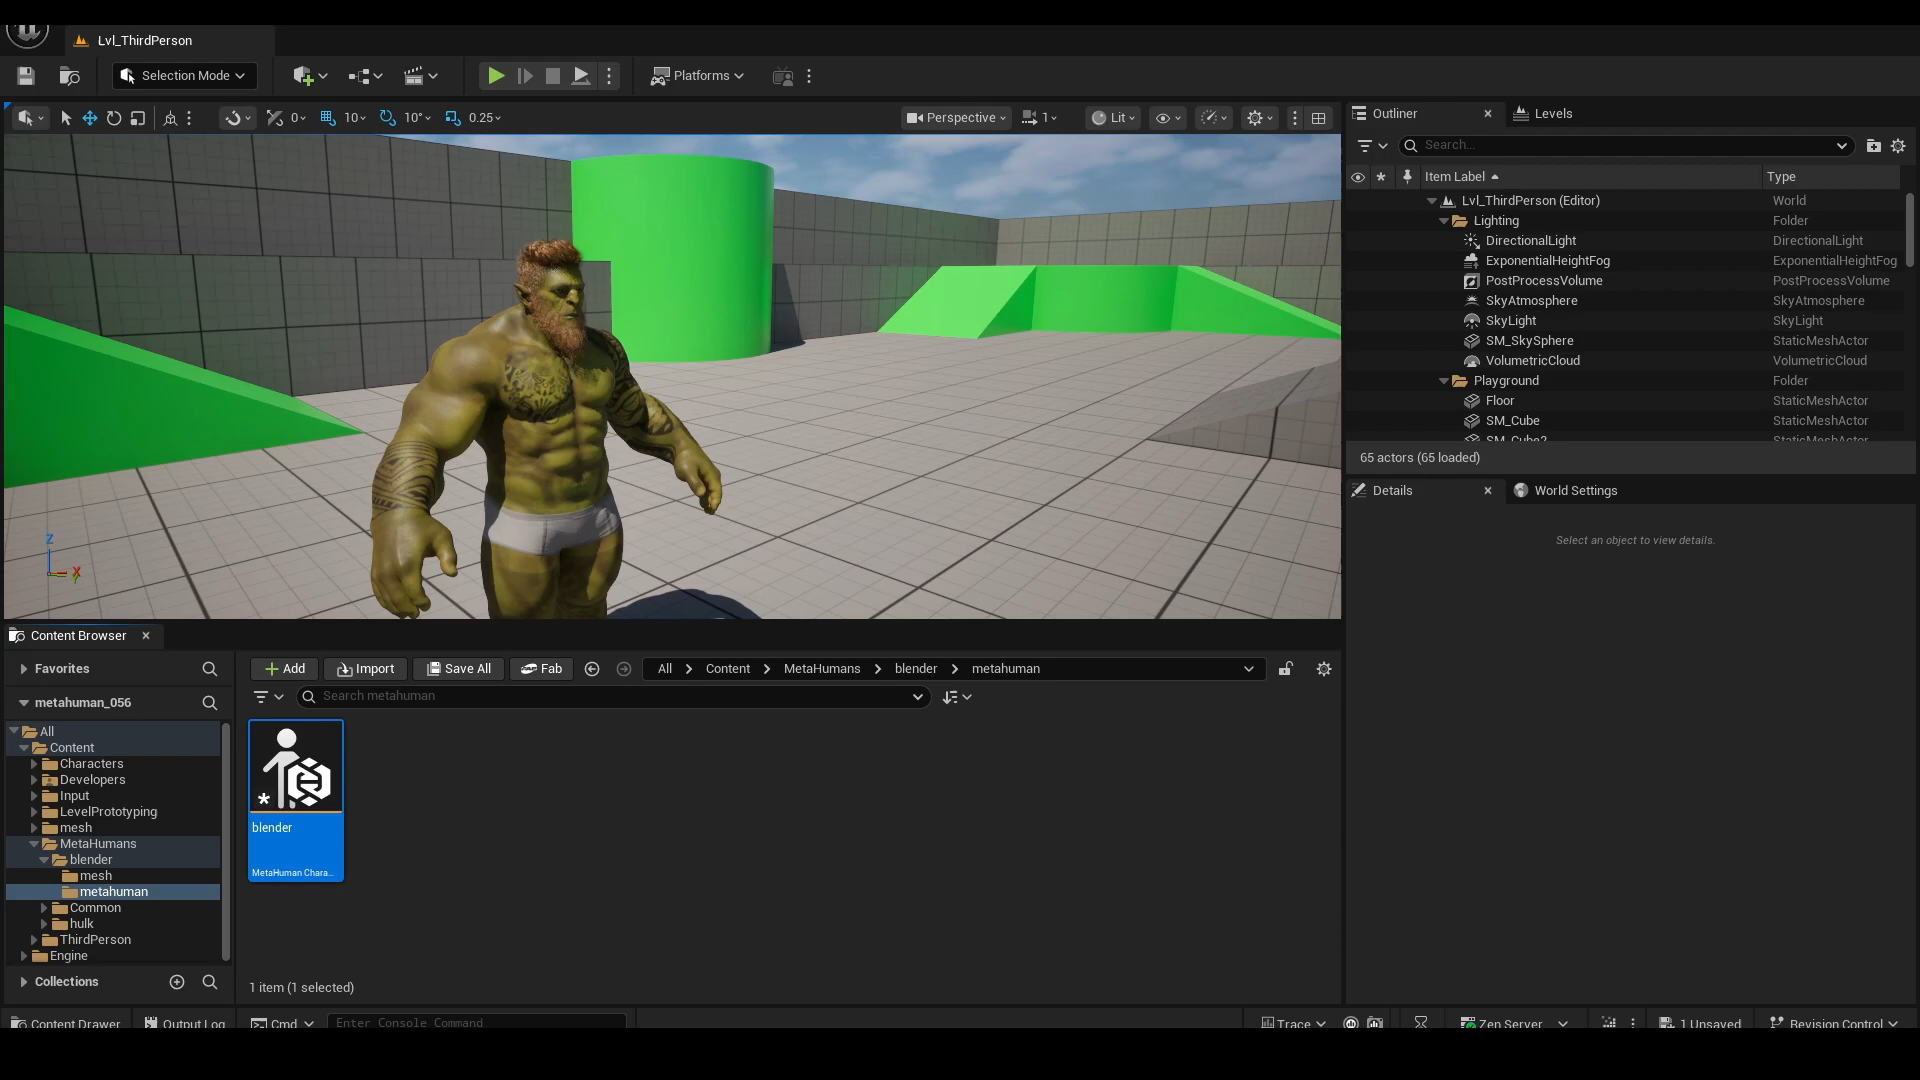 Lvl_ThirdPerson
Selection Mode
Platforms
0
10
10°
0.25
Perspective
1
Lit
Outliner
Levels
Search...
Item Label
Type
Lvl_ThirdPerson (Editor)
World
Lighting
Folder
DirectionalLight
DirectionalLight
ExponentialHeightFog
ExponentialHeightFog
PostProcessVolume
PostProcessVolume
SkyAtmosphere
SkyAtmosphere
SkyLight
SkyLight
SM_SkySphere
StaticMeshActor
VolumetricCloud
VolumetricCloud
Playground
Folder
Floor
StaticMeshActor
SM_Cube
StaticMeshActor
SM_Cube2
StaticMeshActor
65 actors (65 loaded)
Details
World Settings
Select an object to view details.
Z
X
Content Browser
Favorites
Add
Import
Save All
Fab
All
Content
MetaHumans
blender
metahuman
Search metahuman
metahuman_056
All
Content
Characters
Developers
Input
LevelPrototyping
mesh
MetaHumans
blender
mesh
metahuman
Common
hulk
ThirdPerson
Engine
Collections
blender
MetaHuman Chara...
1 item (1 selected)
Content Drawer
Output Log
Cmd
Enter Console Command
Trace
Zen Server
1 Unsaved
Revision Control